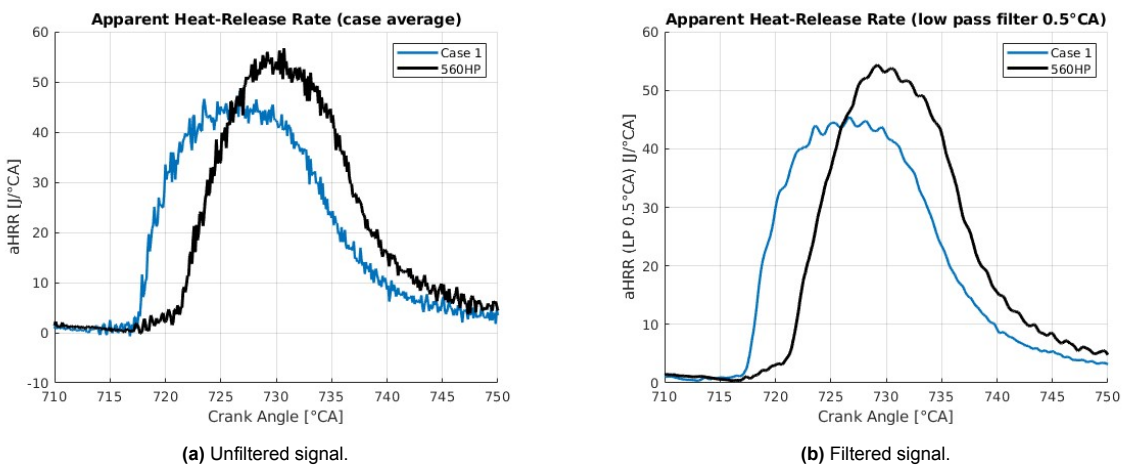 Apparent Heat-Release Rate (case average)
60
50
40
30
20
10
0
-10
aHRR [J/°CA]
Case 1
560HP
710 715 720 725 730 735 740 745 750
Crank Angle [°CA]
(a) Unfiltered signal.
Apparent Heat-Release Rate (low pass filter 0.5°CA)
60
50
40
30
20
10
0
aHRR (LP 0.5°CA) [J/°CA]
Case 1
560HP
710 715 720 725 730 735 740 745 750
Crank Angle [°CA]
(b) Filtered signal.